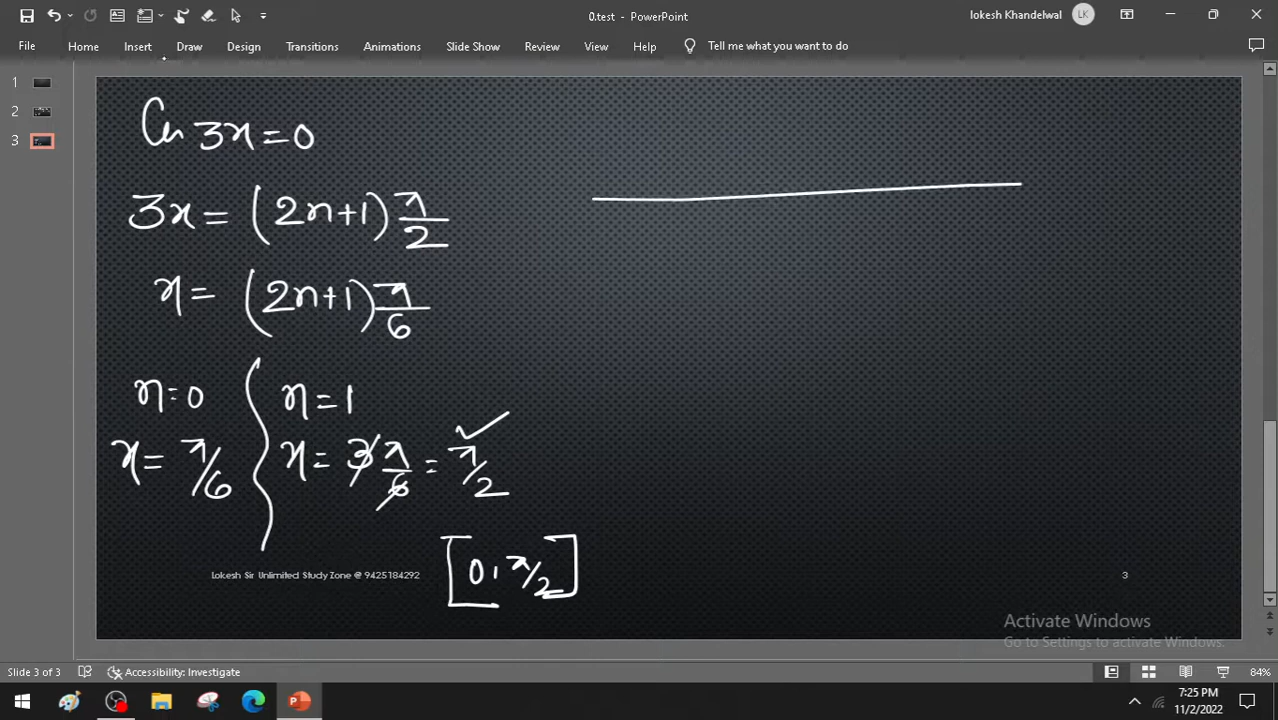 0.test - PowerPoint
lokesh Khandelwal
LK
File
Home
Insert
Draw
Design
Transitions
Animations
Slide Show
Review
View
Help
Tell me what you want to do
1
2
3
Cos 3x=0
3x= (2n+1) π/2
x= (2n+1) π/6
n=0
x= π/6
n=1
x= 3 π/6 = π/2 ✓
[0, π/2]
Lokesh Sir Unlimited Study Zone @ 9425184292
3
Activate Windows
Go to Settings to activate Windows.
Slide 3 of 3
Accessibility: Investigate
84%
7:25 PM
11/2/2022